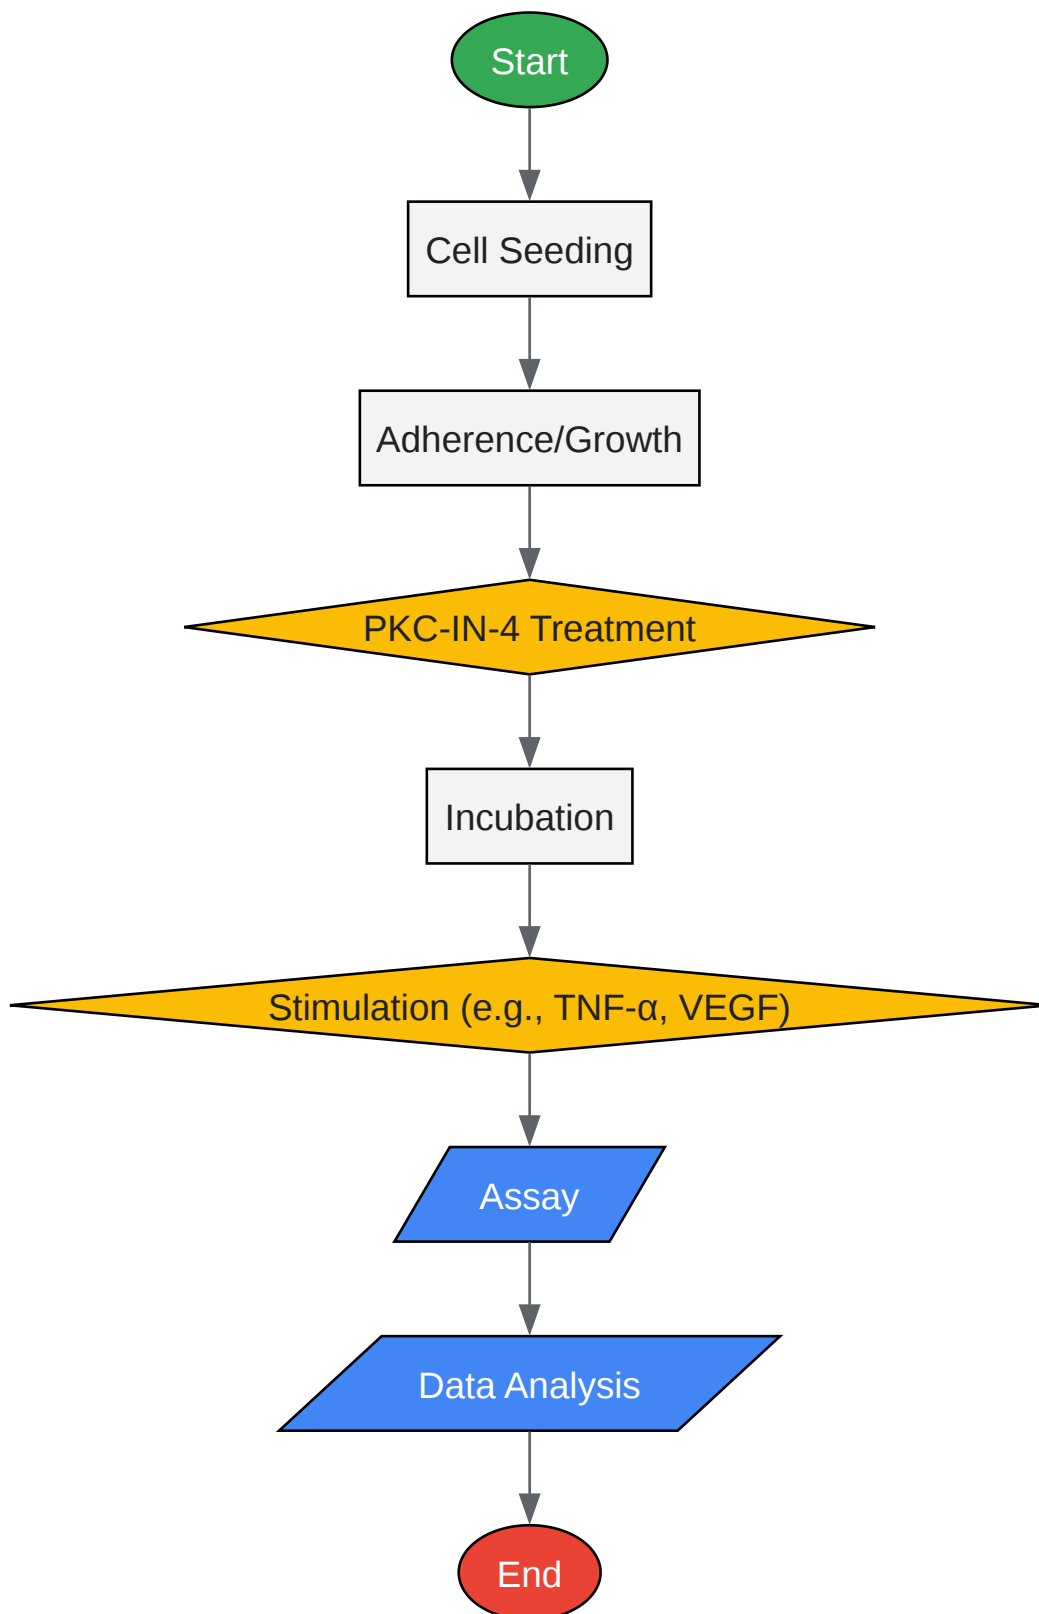 Start
Cell Seeding
Adherence/Growth
PKC-IN-4 Treatment
Incubation
Stimulation (e.g., TNF-α, VEGF)
Assay
Data Analysis
End